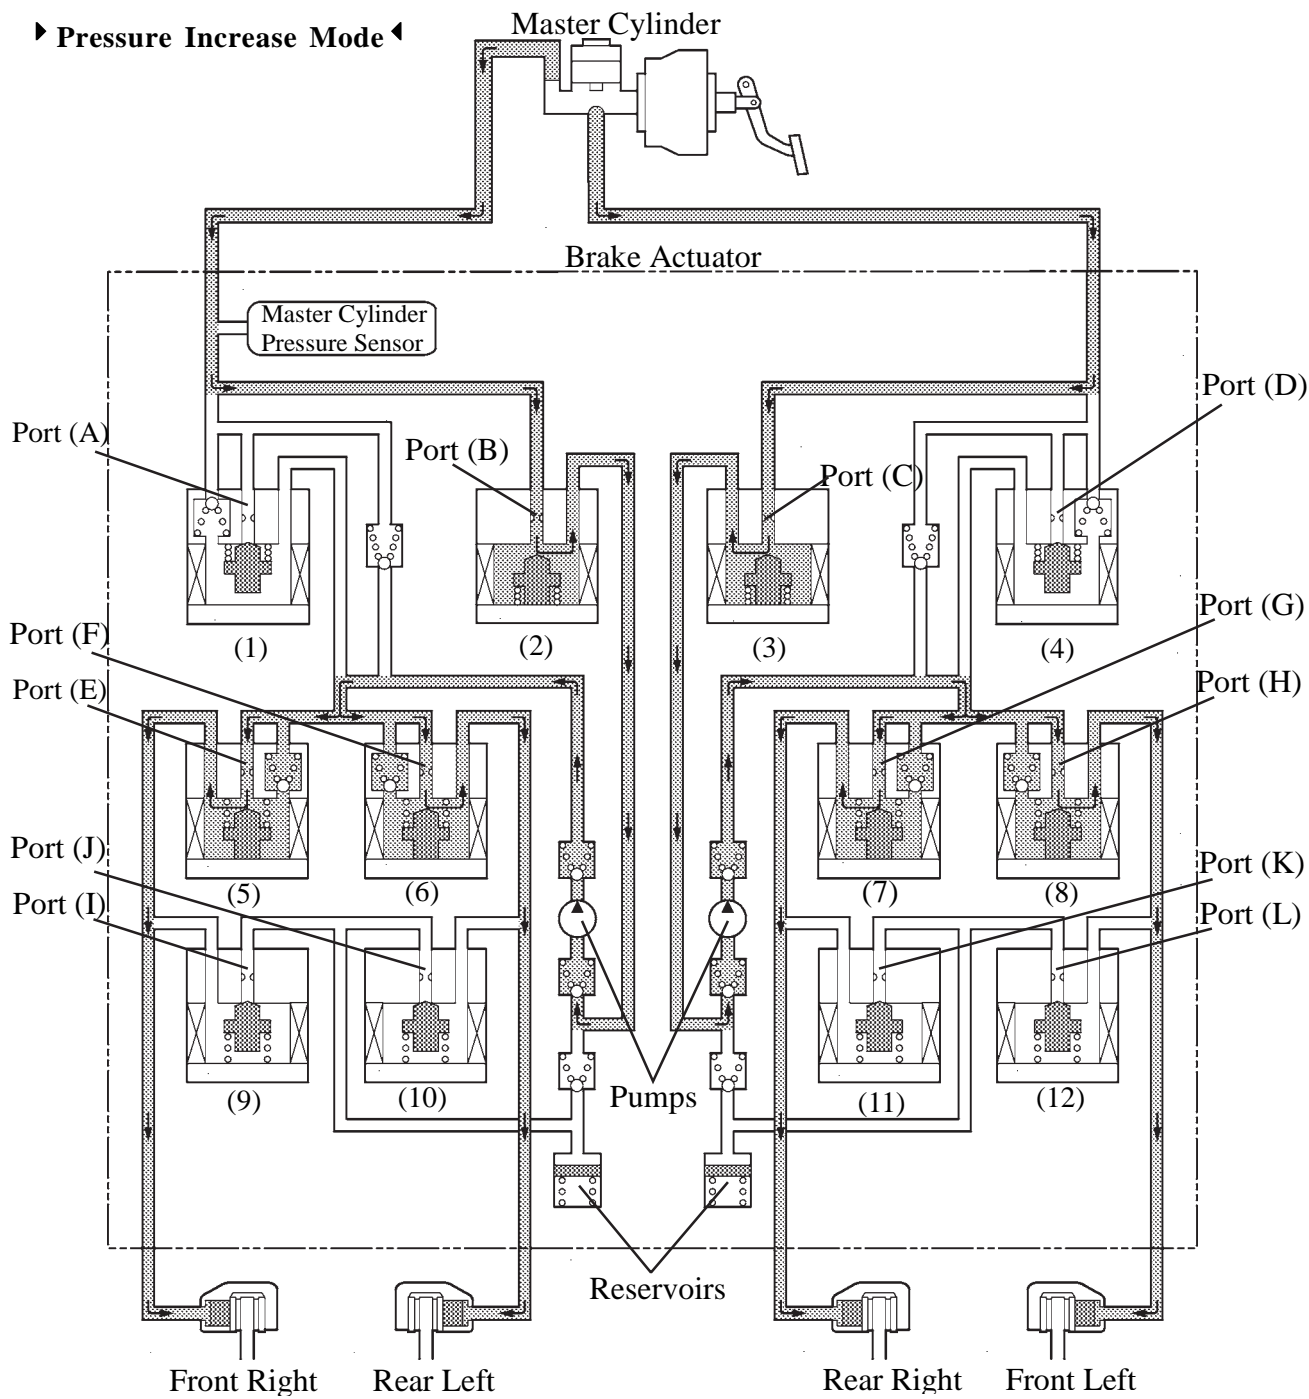 Pressure Increase Mode
Master Cylinder
Brake Actuator
Master Cylinder
Pressure Sensor
Port (A)
Port (B)
Port (C)
Port (D)
(1)
(2)
(3)
(4)
Port (F)
Port (E)
Port (G)
Port (H)
(5)
(6)
(7)
(8)
Port (J)
Port (I)
Port (K)
Port (L)
(9)
(10)
Pumps
(11)
(12)
Reservoirs
Front Right
Rear Left
Rear Right
Front Left